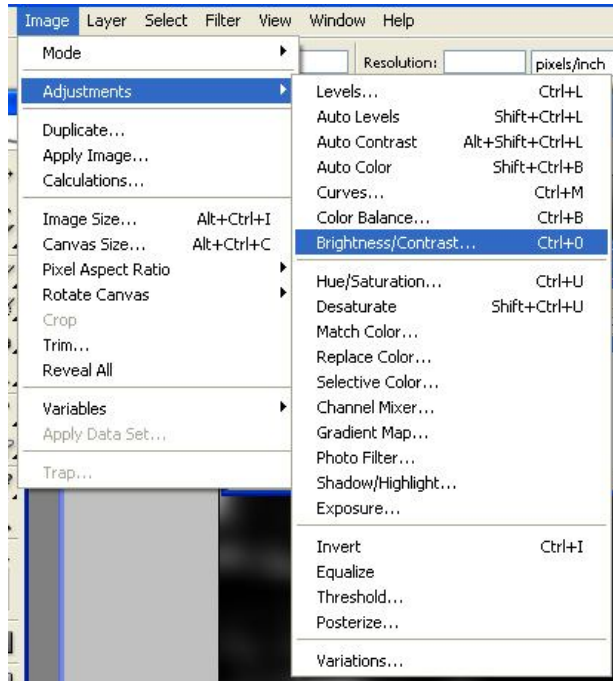 Image Layer Select Filter View Window Help
Resolution: pixels/inch
Mode
Adjustments
Duplicate...
Apply Image...
Calculations...
Image Size... Alt+Ctrl+I
Canvas Size... Alt+Ctrl+C
Pixel Aspect Ratio
Rotate Canvas
Crop
Trim...
Reveal All
Variables
Apply Data Set...
Trap...
Levels... Ctrl+L
Auto Levels Shift+Ctrl+L
Auto Contrast Alt+Shift+Ctrl+L
Auto Color Shift+Ctrl+B
Curves... Ctrl+M
Color Balance... Ctrl+B
Brightness/Contrast... Ctrl+0
Hue/Saturation... Ctrl+U
Desaturate Shift+Ctrl+U
Match Color...
Replace Color...
Selective Color...
Channel Mixer...
Gradient Map...
Photo Filter...
Shadow/Highlight...
Exposure...
Invert Ctrl+I
Equalize
Threshold...
Posterize...
Variations...